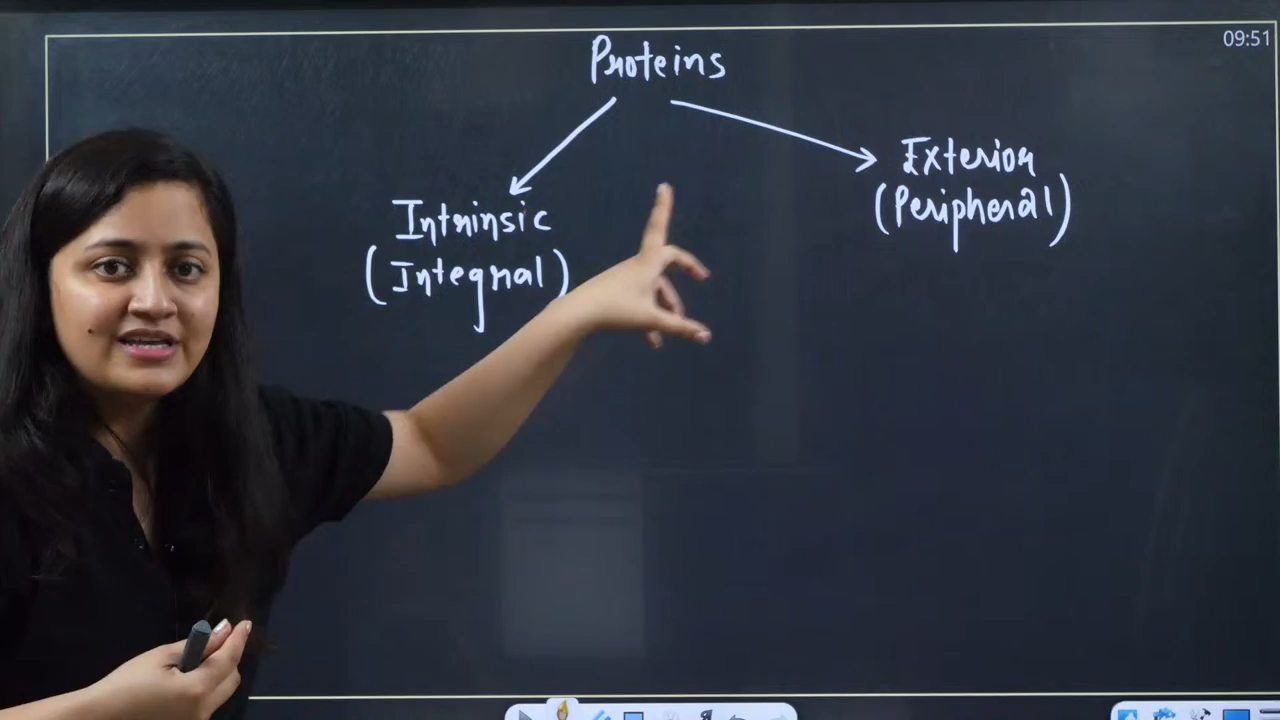 09:51
Proteins
Intrinsic
(Integral)
Exterior
(Peripheral)